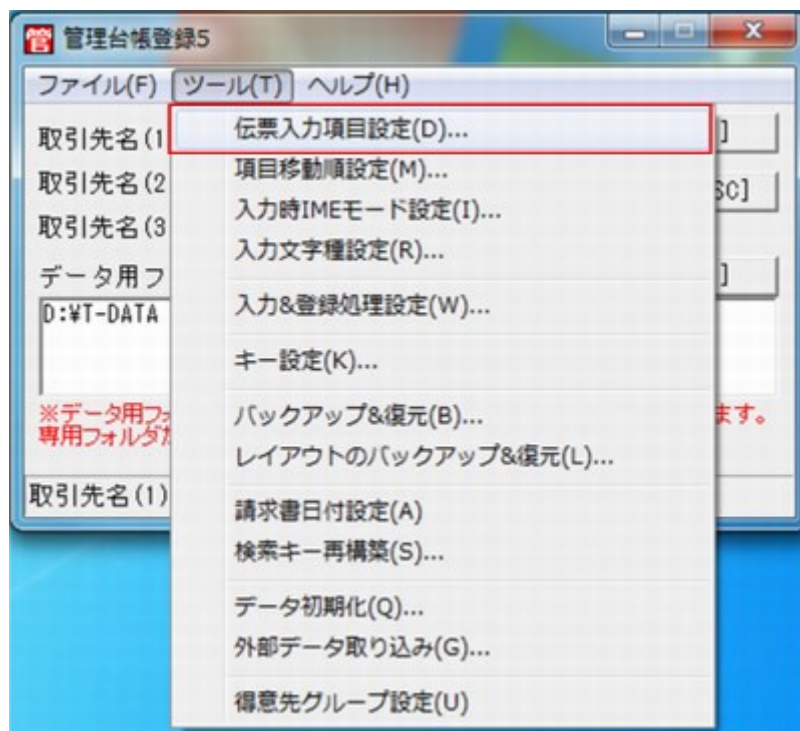 管 管理台帳登録5
ファイル(F) ツール(T) ヘルプ(H)
取引先名(1
取引先名(2
取引先名(3
データ用フ
D:¥T-DATA
※データ用フォ
専用フォルダが
ます。
取引先名(1)
]
SC]
]
伝票入力項目設定(D)...
項目移動順設定(M)...
入力時IMEモード設定(I)...
入力文字種設定(R)...
入力&登録処理設定(W)...
キー設定(K)...
バックアップ&復元(B)...
レイアウトのバックアップ&復元(L)...
請求書日付設定(A)
検索キー再構築(S)...
データ初期化(Q)...
外部データ取り込み(G)...
得意先グループ設定(U)